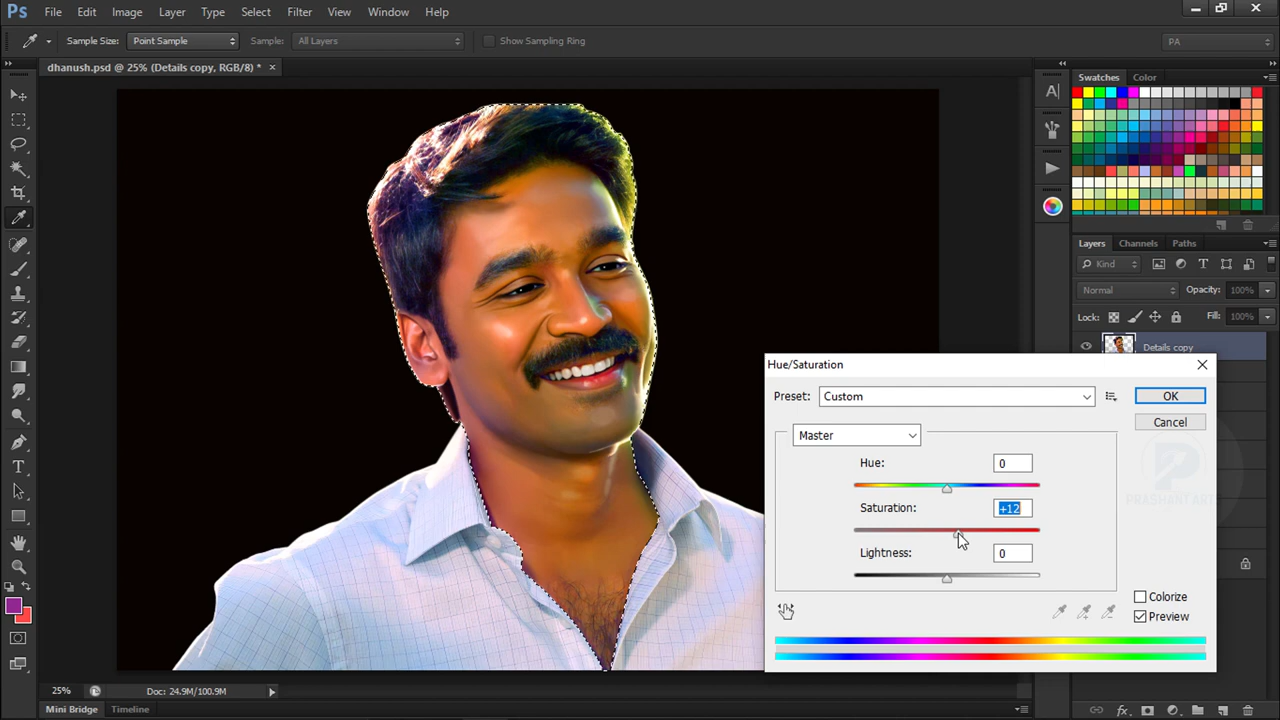 Ps File Edit Image Layer Type Select Filter View Window Help
Sample Size: Point Sample Sample: All Layers Show Sampling Ring PA
dhanush.psd @ 25% (Details copy, RGB/8) * ×
Swatches Color
Layers Channels Paths
Kind
Normal Opacity: 100%
Lock: Fill: 100%
Details copy
Hue/Saturation
Preset: Custom OK
Cancel
Master
Hue: 0
Saturation: +12
Lightness: 0
Colorize
Preview
PRASHANT ART
25% Doc: 24.9M/100.9M
Mini Bridge Timeline